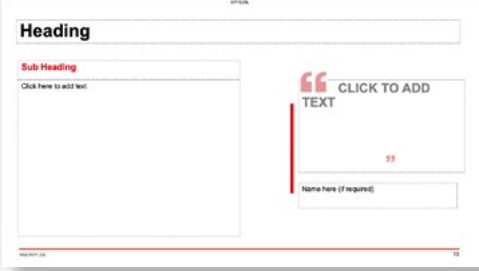 OFFICIAL
Heading
Sub Heading
Click here to add text
“ CLICK TO ADD
TEXT
”
Name here (if required)
13